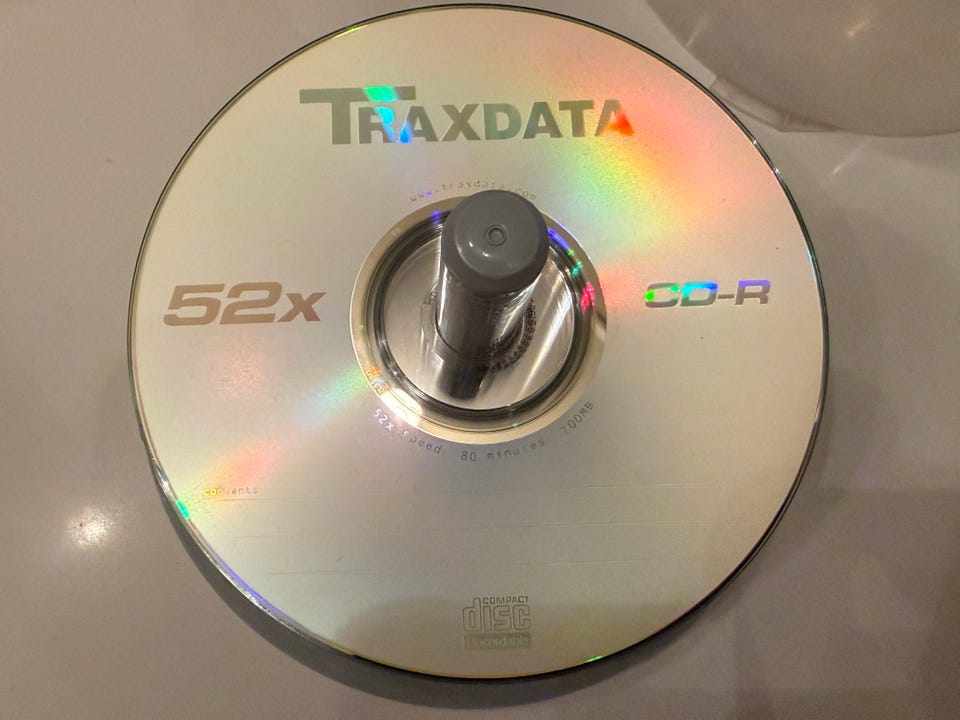 TRAXDATA
www.traxdata.com
52x
CD-R
52x speed 80 minutes 700MB
contents
COMPACT
disc
Recordable